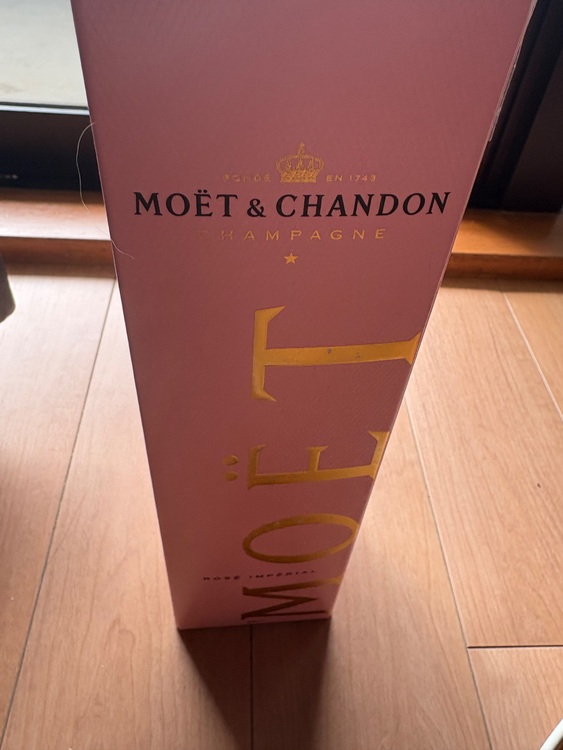 FONDÉ EN 1743
MOËT & CHANDON
CHAMPAGNE
MOËT
ROSÉ IMPÉRIAL